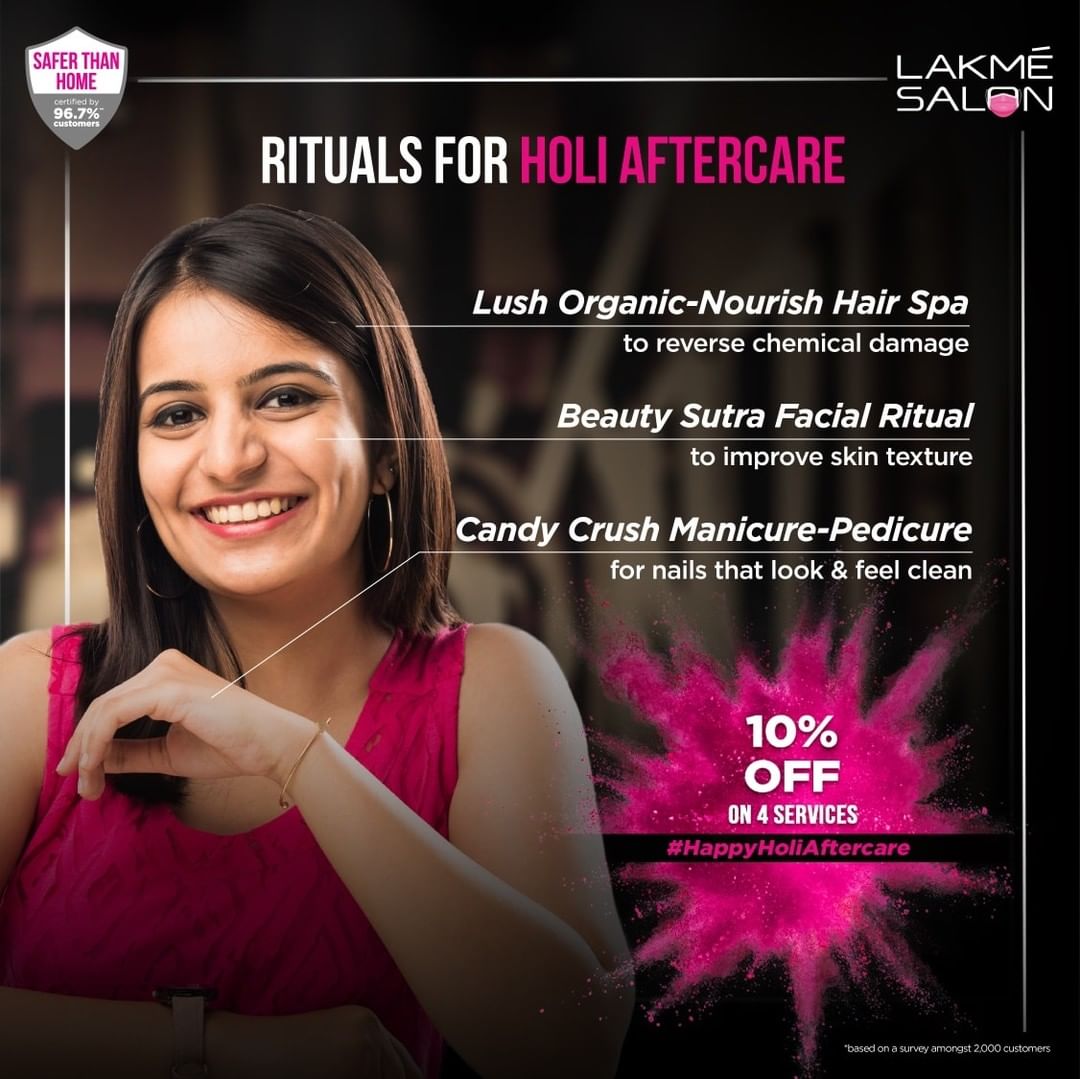 SAFER THAN
HOME
certified by
96.7%*
customers
LAKMÉ
SALON
RITUALS FOR HOLI AFTERCARE
Lush Organic-Nourish Hair Spa
to reverse chemical damage
Beauty Sutra Facial Ritual
to improve skin texture
Candy Crush Manicure-Pedicure
for nails that look & feel clean
10%
OFF
ON 4 SERVICES
#HappyHoliAftercare
*based on a survey amongst 2,000 customers